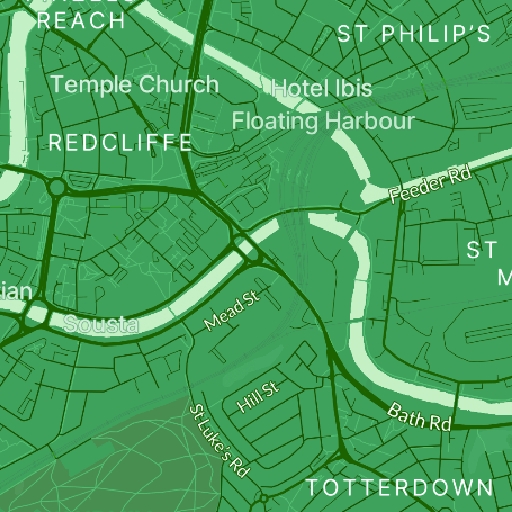 REACH
ST PHILIP'S
Temple Church
Hotel Ibis
Floating Harbour
REDCLIFFE
Feeder Rd
ST
M
ian
Sousta
Mead St
Hill St
St Luke's Rd
Bath Rd
TOTTERDOWN